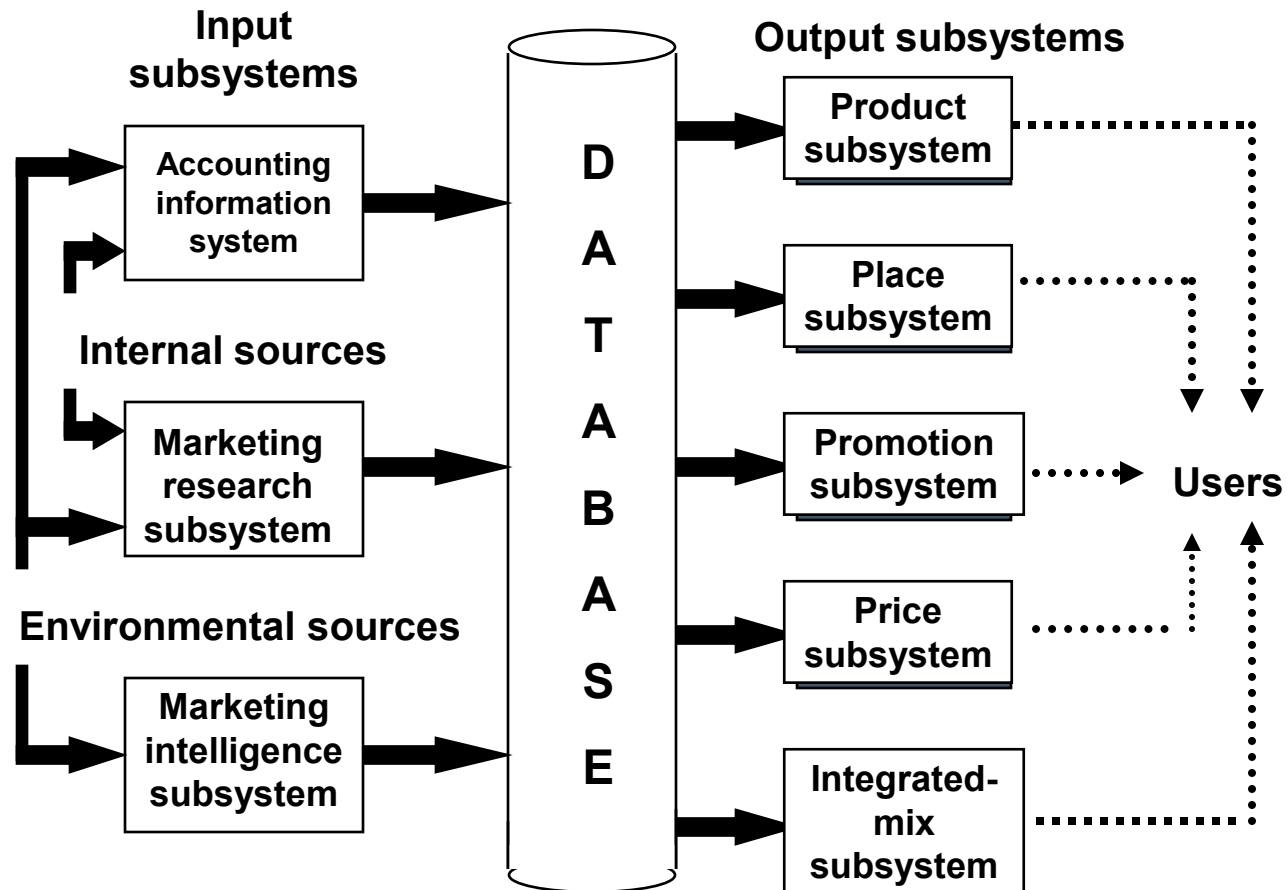 Input
subsystems
Accounting
information
system
Internal sources
Marketing
research
subsystem
Environmental sources
Marketing
intelligence
subsystem
D
A
T
A
B
A
S
E
Output subsystems
Product
subsystem
Place
subsystem
Promotion
subsystem
Price
subsystem
Integrated-
mix
subsystem
Users